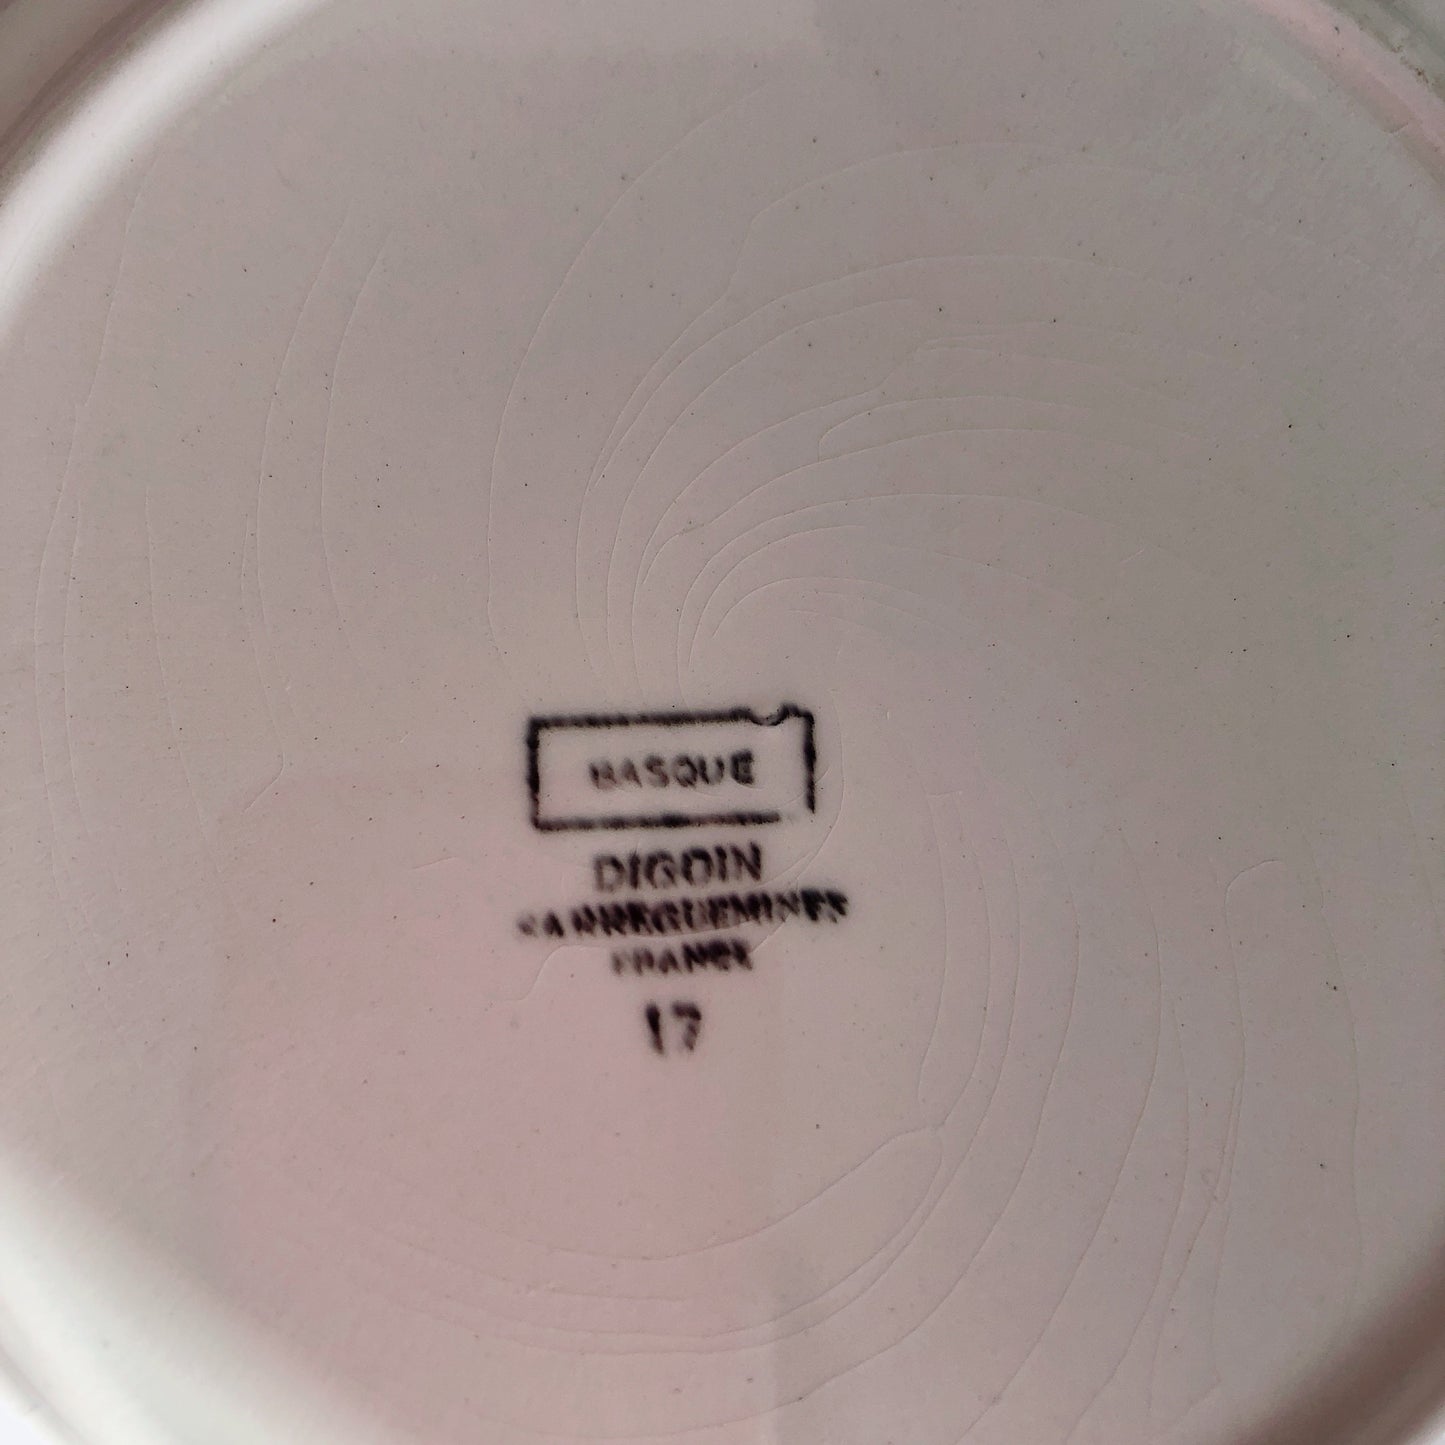 BASQUE
DIGOIN
SARREGUEMINES
FRANCE
17